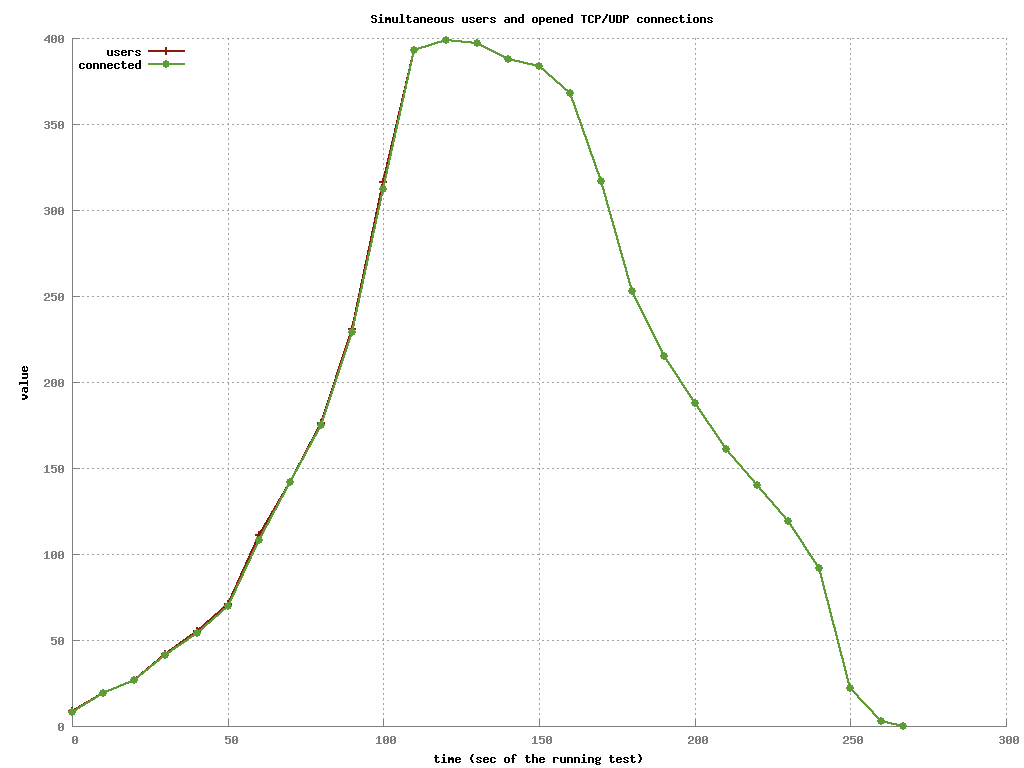 Simultaneous users and opened TCP/UDP connections
400
users
connected
350
300
250
200
value
150
100
50
0
0 50 100 150 200 250 300
time (sec of the running test)